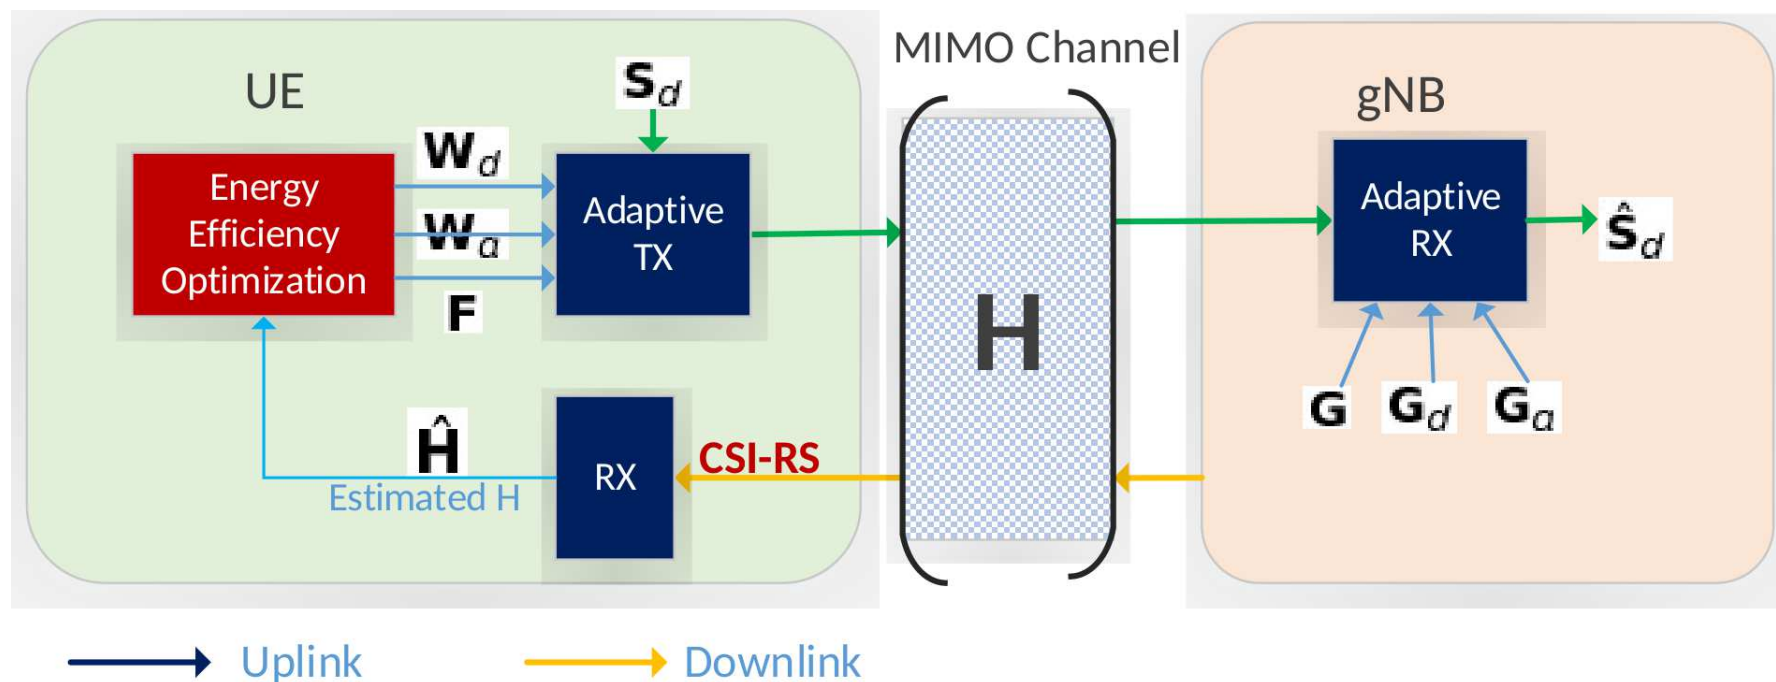 UE
MIMO Channel
gNB
S_d
W_d
W_a
F
Energy
Efficiency
Optimization
Adaptive
TX
H
Adaptive
RX
Ŝ_d
G
G_d
G_a
Ĥ
Estimated H
RX
CSI-RS
Uplink
Downlink